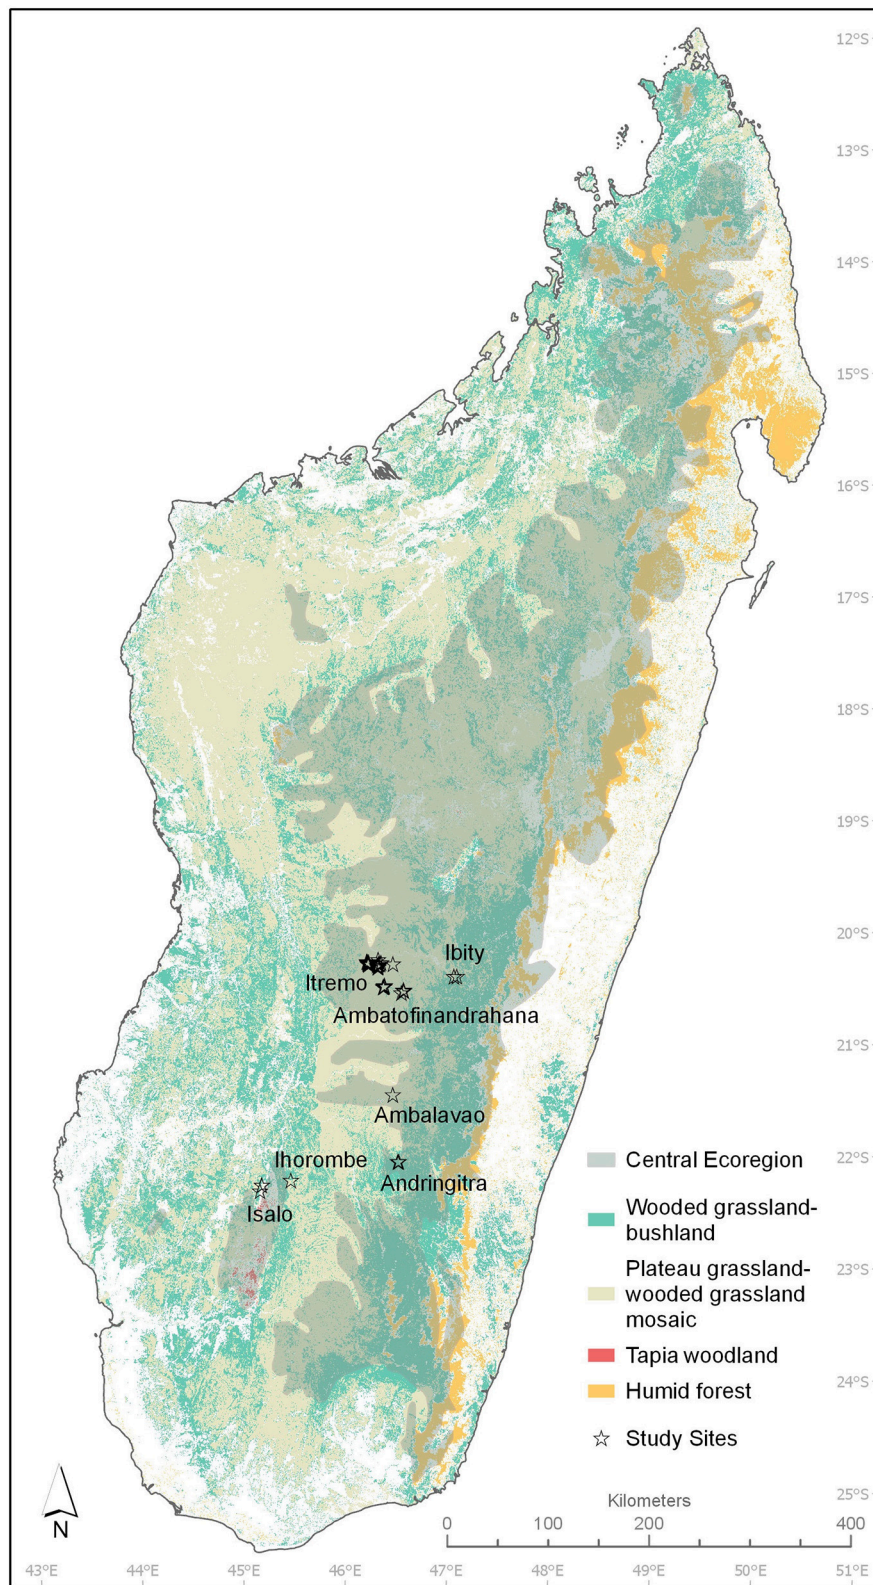 12°S
13°S
14°S
15°S
16°S
17°S
18°S
19°S
20°S
Ibity
Itremo
Ambatofinandrahana
21°S
Ambalavao
Ihorombe
22°S
Andringitra
Isalo
Central Ecoregion
Wooded grassland-
bushland
23°S
Plateau grassland-
wooded grassland
mosaic
Tapia woodland
24°S
Humid forest
Study Sites
25°S
Kilometers
N
0 100 200 400
43°E 44°E 45°E 46°E 47°E 48°E 49°E 50°E 51°E